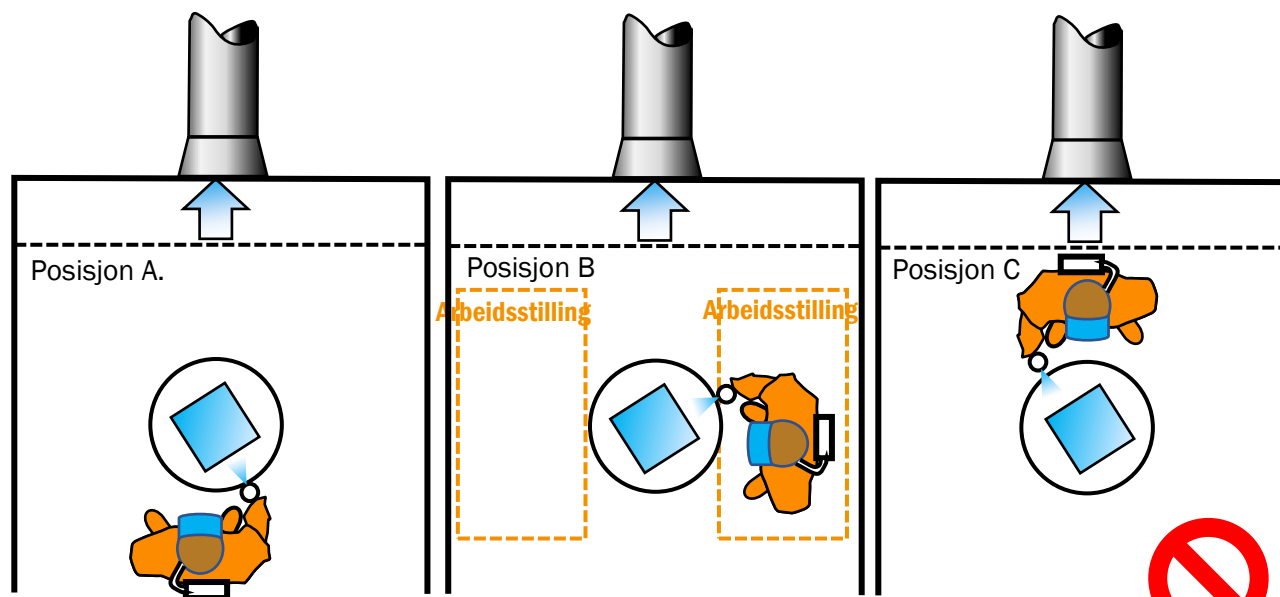 Posisjon A.
Posisjon B
Posisjon C
Arbeidsstilling
Arbeidsstilling